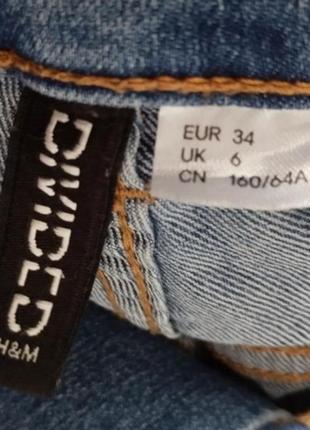 DIVIDED
H&M
EUR 34
UK 6
CN 160/64A